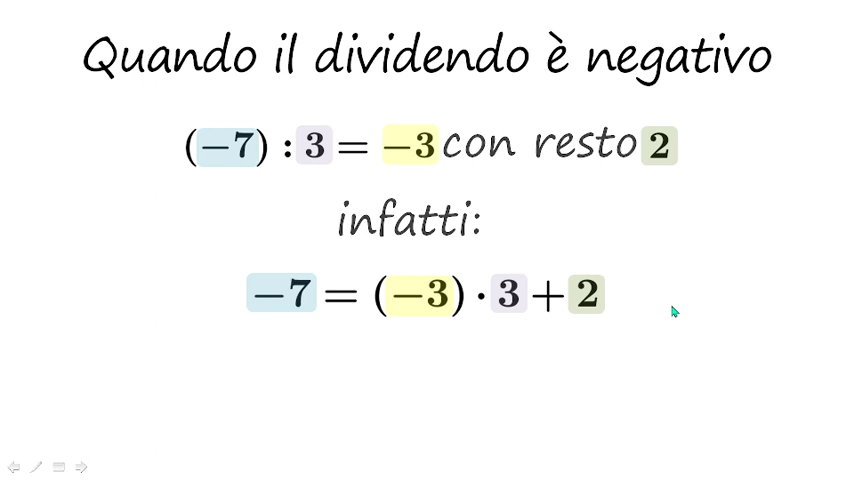 Quando il dividendo è negativo
(−7) : 3 = −3 con resto 2
infatti:
−7 = (−3) · 3 + 2